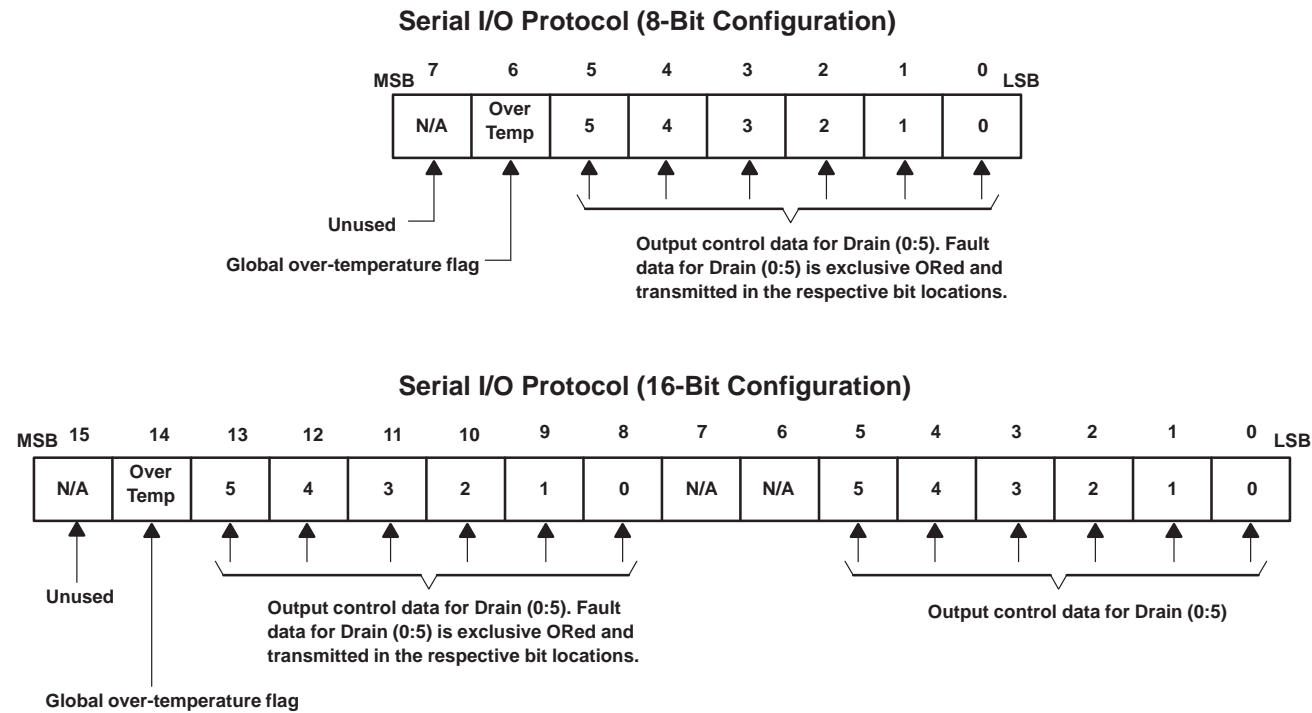 Serial I/O Protocol (8-Bit Configuration)
MSB 7 6 5 4 3 2 1 0 LSB
N/A Over Temp 5 4 3 2 1 0
Unused
Global over-temperature flag
Output control data for Drain (0:5). Fault
data for Drain (0:5) is exclusive ORed and
transmitted in the respective bit locations.
Serial I/O Protocol (16-Bit Configuration)
MSB 15 14 13 12 11 10 9 8 7 6 5 4 3 2 1 0 LSB
N/A Over Temp 5 4 3 2 1 0 N/A N/A 5 4 3 2 1 0
Unused
Output control data for Drain (0:5). Fault
data for Drain (0:5) is exclusive ORed and
transmitted in the respective bit locations.
Output control data for Drain (0:5)
Global over-temperature flag